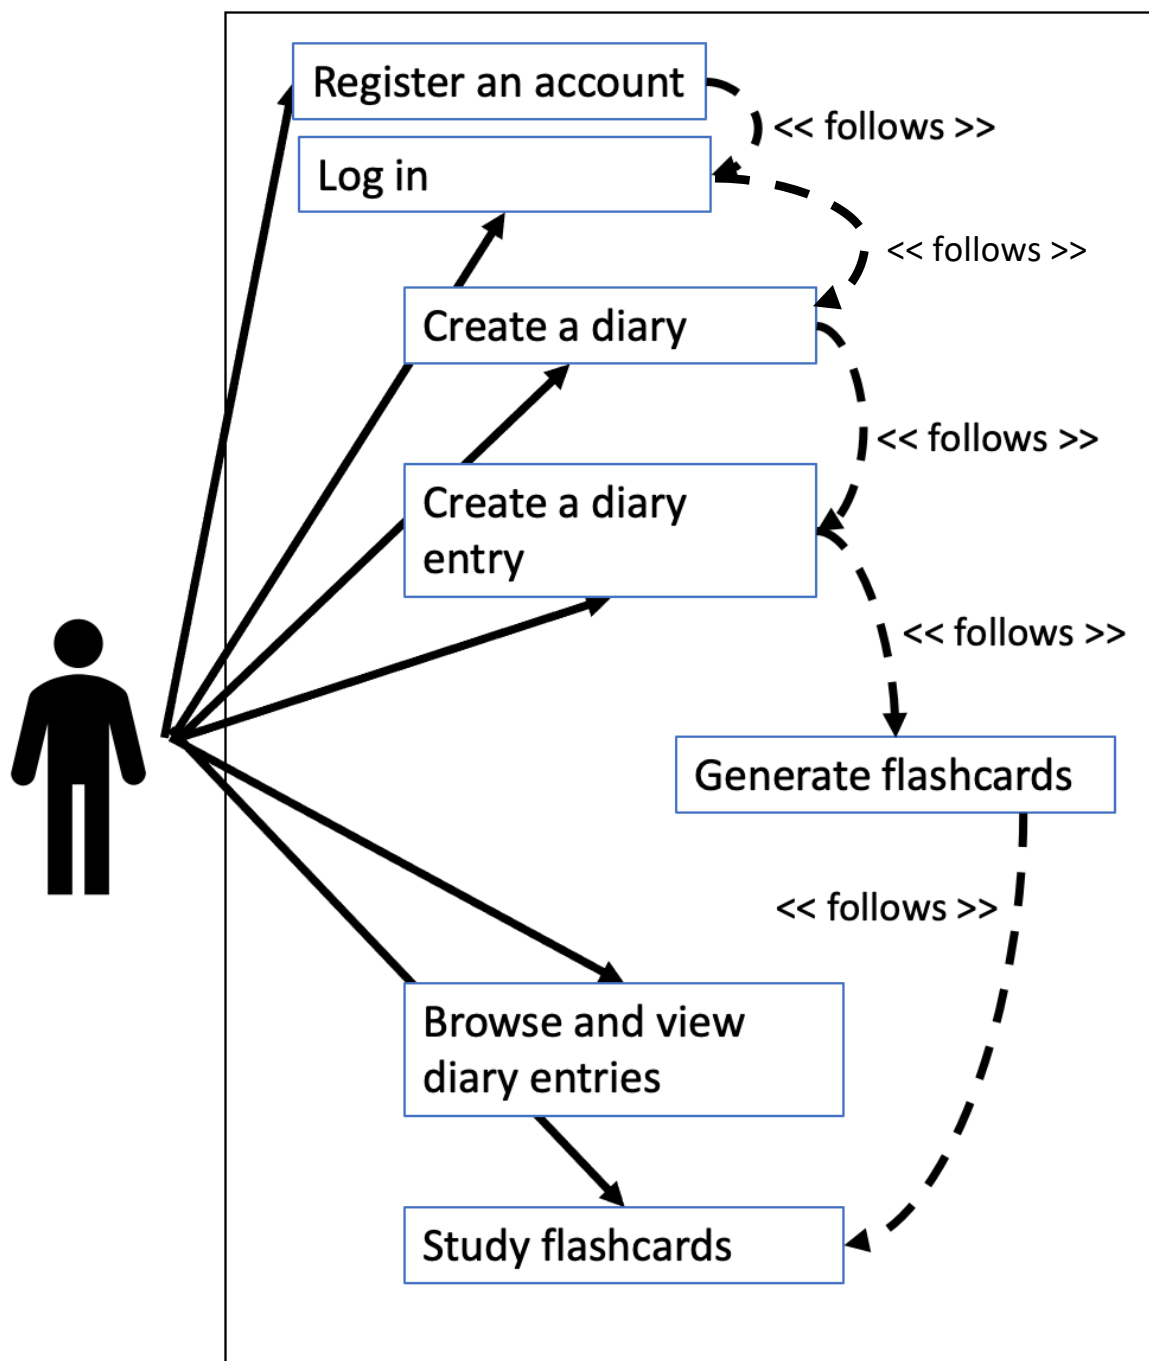 Register an account
<< follows >>
Log in
<< follows >>
Create a diary
<< follows >>
Create a diary
entry
<< follows >>
Generate flashcards
<< follows >>
Browse and view
diary entries
Study flashcards